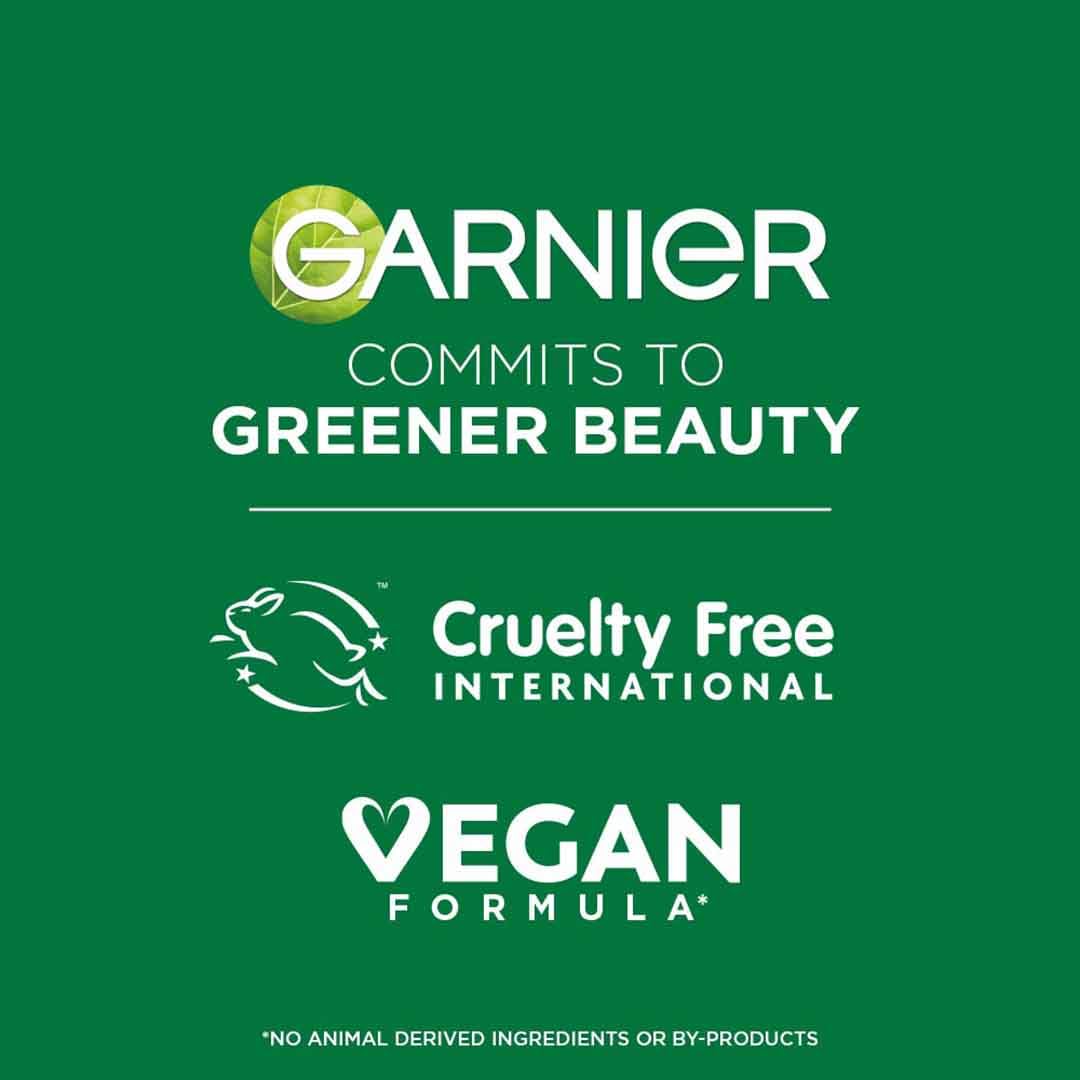 GARNIER
COMMITS TO
GREENER BEAUTY
TM
Cruelty Free
INTERNATIONAL
VEGAN
FORMULA*
*NO ANIMAL DERIVED INGREDIENTS OR BY-PRODUCTS